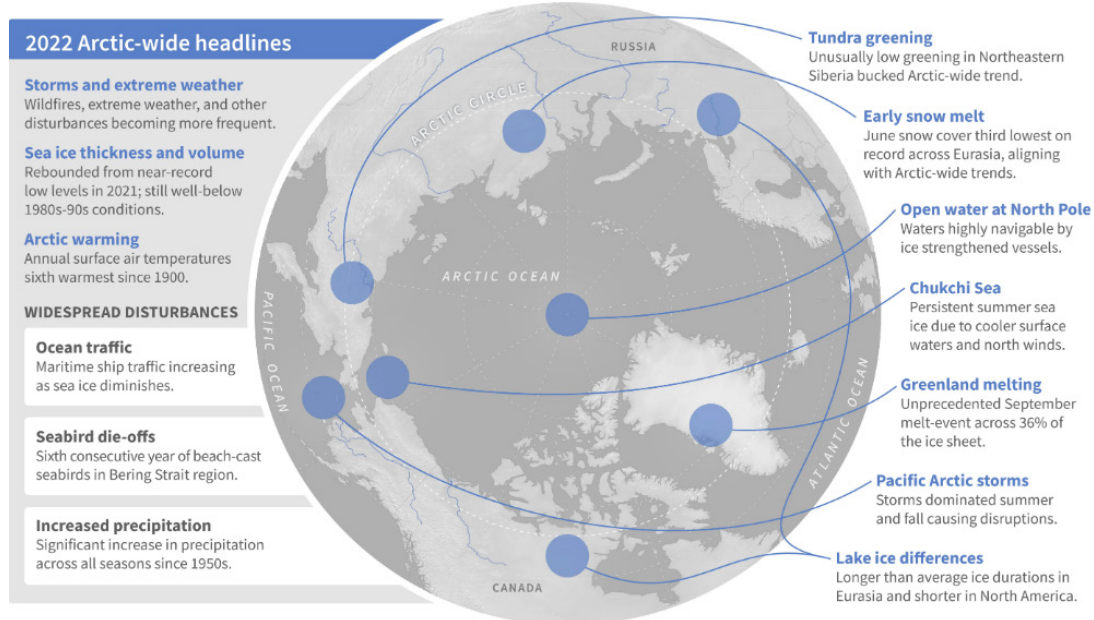 2022 Arctic-wide headlines
Storms and extreme weather
Wildfires, extreme weather, and other
disturbances becoming more frequent.
Sea ice thickness and volume
Rebounded from near-record
low levels in 2021; still well-below
1980s-90s conditions.
Arctic warming
Annual surface air temperatures
sixth warmest since 1900.
WIDESPREAD DISTURBANCES
Ocean traffic
Maritime ship traffic increasing
as sea ice diminishes.
Seabird die-offs
Sixth consecutive year of beach-cast
seabirds in Bering Strait region.
Increased precipitation
Significant increase in precipitation
across all seasons since 1950s.
RUSSIA
ARCTIC CIRCLE
ARCTIC OCEAN
PACIFIC OCEAN
ATLANTIC OCEAN
CANADA
Tundra greening
Unusually low greening in Northeastern
Siberia bucked Arctic-wide trend.
Early snow melt
June snow cover third lowest on
record across Eurasia, aligning
with Arctic-wide trends.
Open water at North Pole
Waters highly navigable by
ice strengthened vessels.
Chukchi Sea
Persistent summer sea
ice due to cooler surface
waters and north winds.
Greenland melting
Unprecedented September
melt-event across 36% of
the ice sheet.
Pacific Arctic storms
Storms dominated summer
and fall causing disruptions.
Lake ice differences
Longer than average ice durations in
Eurasia and shorter in North America.